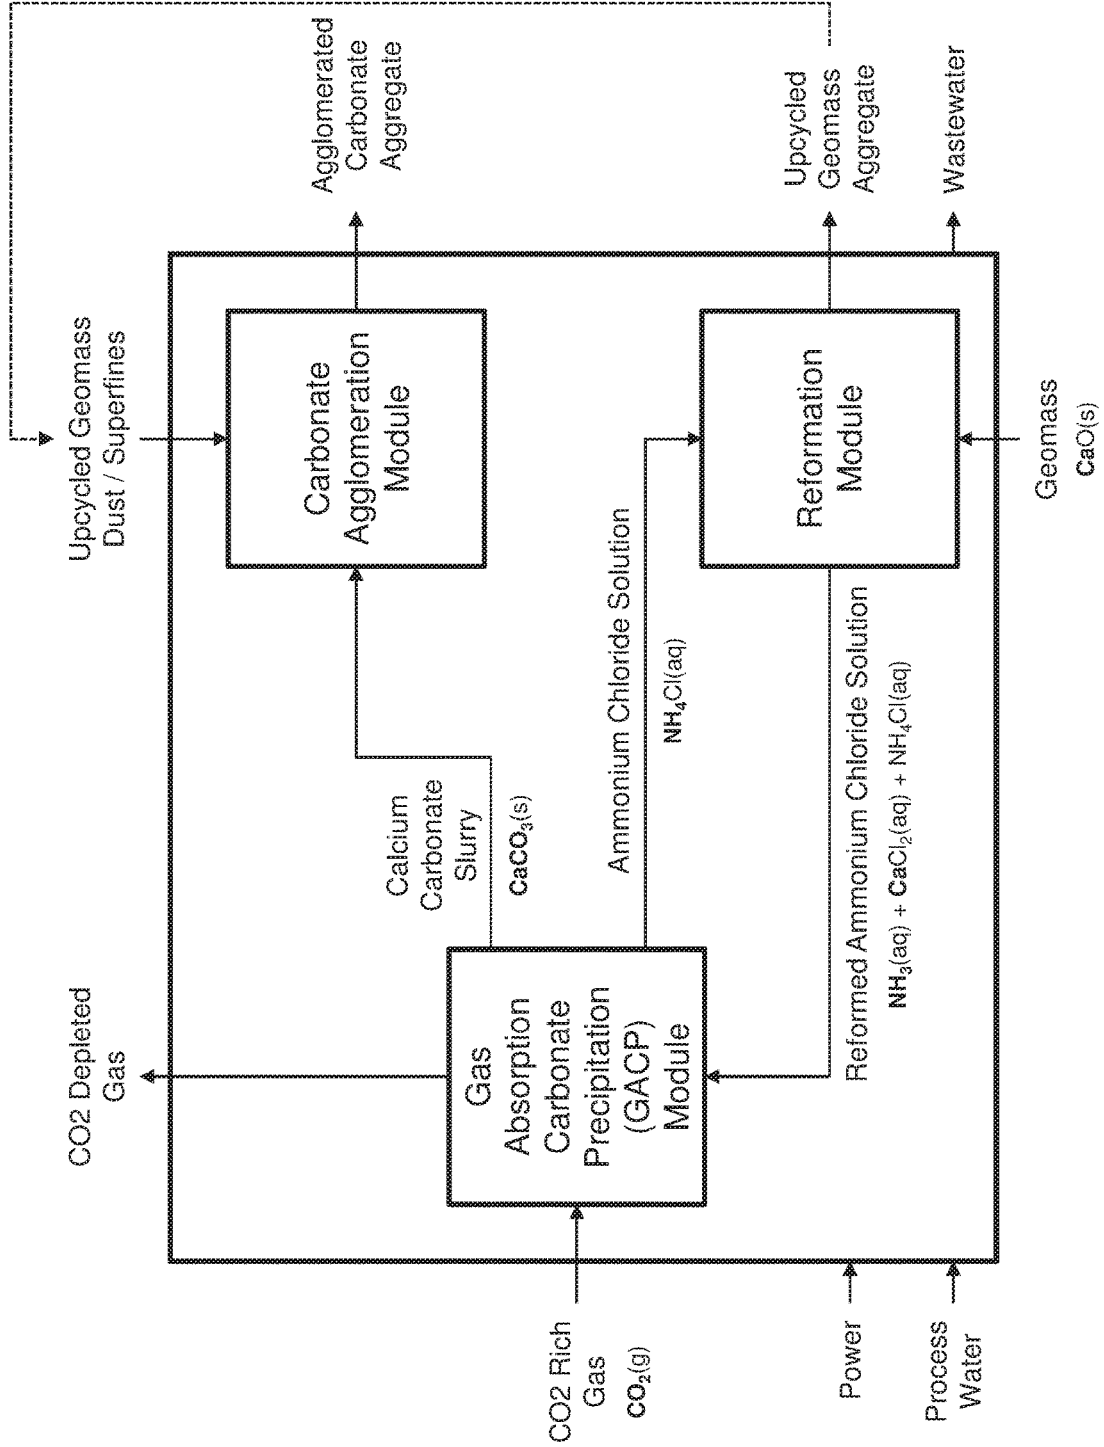 CO2 Depleted
Gas
Upcycled Geomass
Dust / Superfines
Agglomerated
Carbonate
Aggregate
Carbonate
Agglomeration
Module
Calcium
Carbonate
Slurry
CaCO₃(s)
Gas
Absorption
Carbonate
Precipitation
(GACP)
Module
CO2 Rich
Gas
CO₂(g)
Ammonium Chloride Solution
NH₄Cl(aq)
Reformation
Module
Upcycled
Geomass
Aggregate
Reformed Ammonium Chloride Solution
NH₃(aq) + CaCl₂(aq) + NH₄Cl(aq)
Power
Process
Water
Wastewater
Geomass
CaO(s)